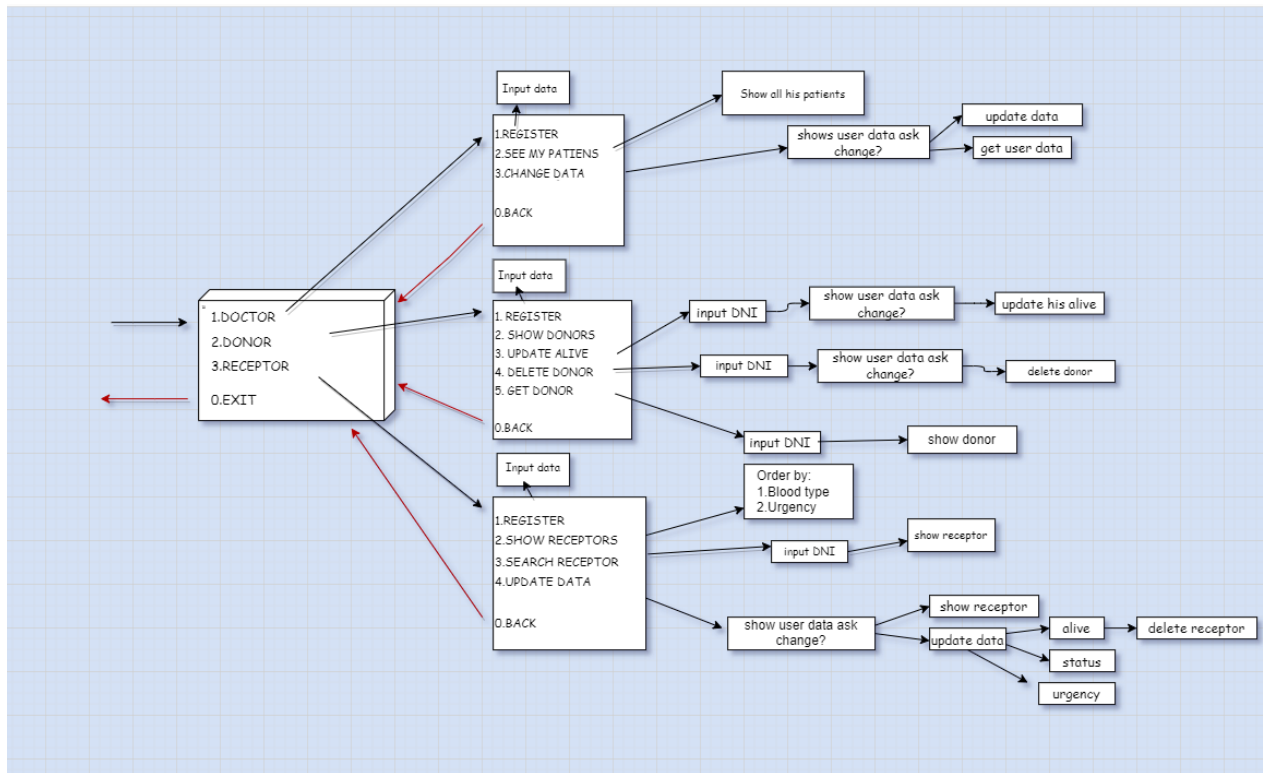 Input data
Show all his patients
1.REGISTER
2.SEE MY PATIENS
3.CHANGE DATA
0.BACK
shows user data ask
change?
update data
get user data
1.DOCTOR
2.DONOR
3.RECEPTOR
0.EXIT
Input data
1. REGISTER
2. SHOW DONORS
3. UPDATE ALIVE
4. DELETE DONOR
5. GET DONOR
0.BACK
input DNI
show user data ask
change?
update his alive
input DNI
show user data ask
change?
delete donor
input DNI
show donor
Input data
1.REGISTER
2.SHOW RECEPTORS
3.SEARCH RECEPTOR
4.UPDATE DATA
0.BACK
Order by:
1.Blood type
2.Urgency
input DNI
show receptor
show user data ask
change?
show receptor
update data
alive
delete receptor
status
urgency